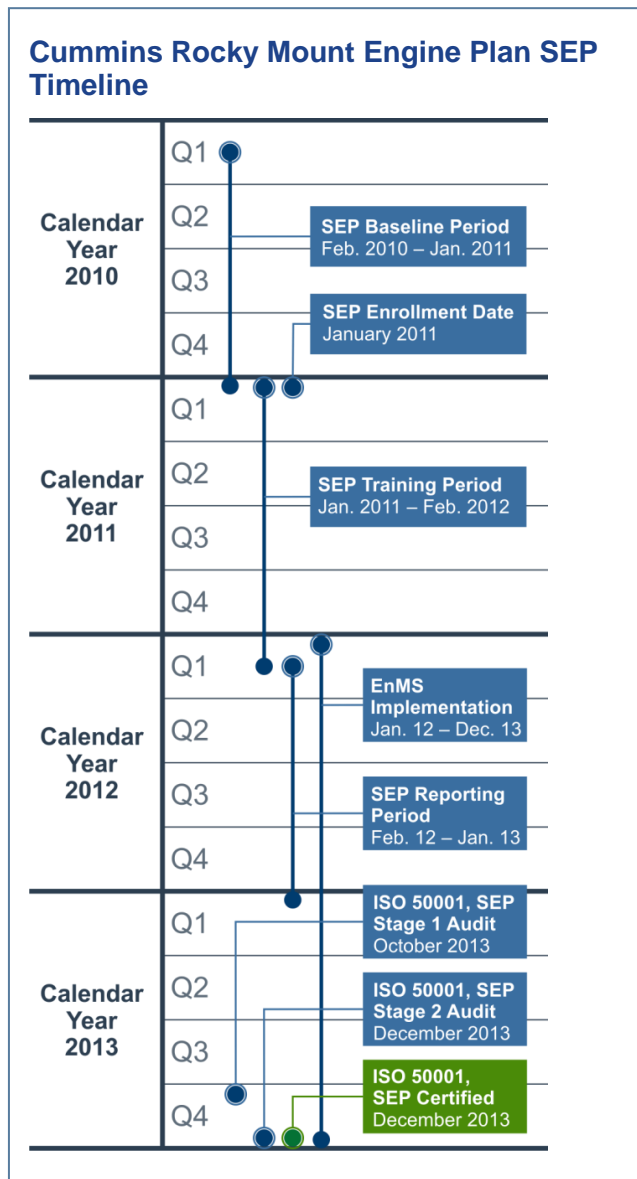 Cummins Rocky Mount Engine Plan SEP
Timeline
Calendar
Year
2010
Q1
Q2
Q3
Q4
SEP Baseline Period
Feb. 2010 – Jan. 2011
SEP Enrollment Date
January 2011
Calendar
Year
2011
Q1
Q2
Q3
Q4
SEP Training Period
Jan. 2011 – Feb. 2012
Calendar
Year
2012
Q1
Q2
Q3
Q4
EnMS
Implementation
Jan. 12 – Dec. 13
SEP Reporting
Period
Feb. 12 – Jan. 13
Calendar
Year
2013
Q1
Q2
Q3
Q4
ISO 50001, SEP
Stage 1 Audit
October 2013
ISO 50001, SEP
Stage 2 Audit
December 2013
ISO 50001,
SEP Certified
December 2013